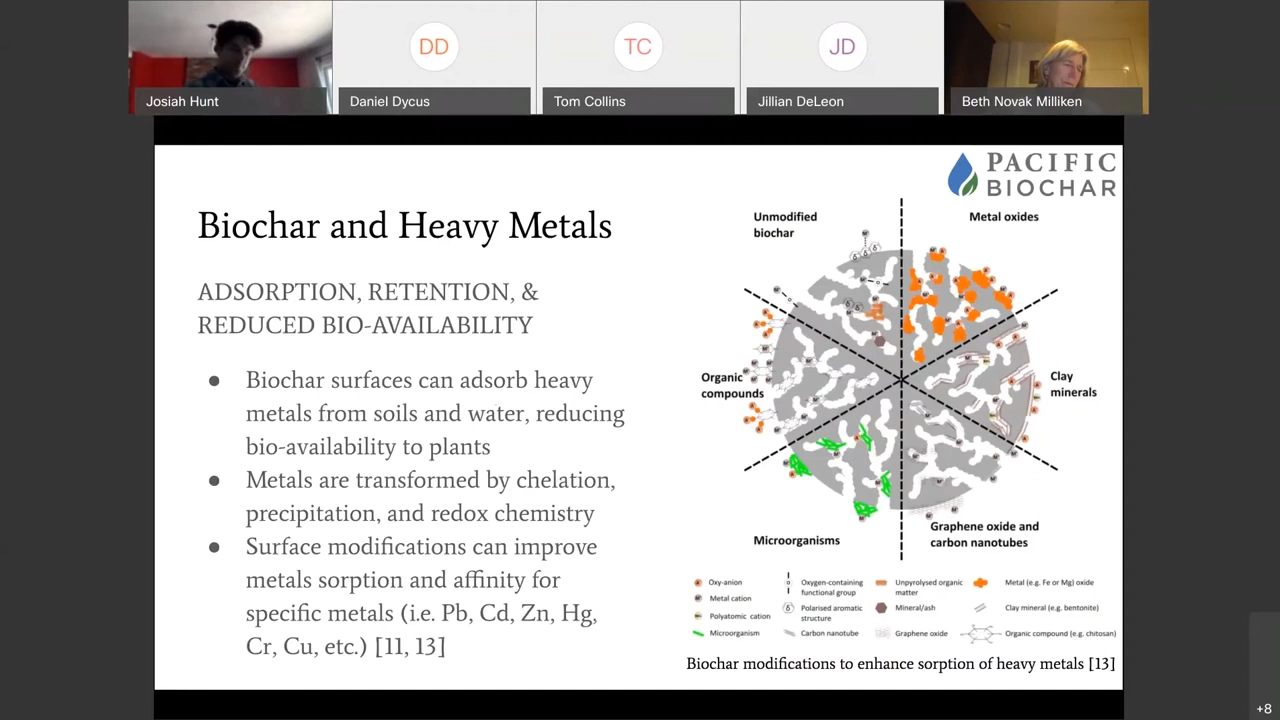 DD
TC
JD
Josiah Hunt
Daniel Dycus
Tom Collins
Jillian DeLeon
Beth Novak Milliken
PACIFIC
BIOCHAR
Biochar and Heavy Metals
ADSORPTION, RETENTION, &
REDUCED BIO-AVAILABILITY
● Biochar surfaces can adsorb heavy
metals from soils and water, reducing
bio-availability to plants
● Metals are transformed by chelation,
precipitation, and redox chemistry
● Surface modifications can improve
metals sorption and affinity for
specific metals (i.e. Pb, Cd, Zn, Hg,
Cr, Cu, etc.) [11, 13]
Unmodified
biochar
Metal oxides
Organic
compounds
Clay
minerals
Microorganisms
Graphene oxide and
carbon nanotubes
Oxy-anion
Metal cation
Polyatomic cation
Microorganism
Oxygen-containing
functional group
Polarised aromatic
structure
Carbon nanotube
Unpyrolysed organic
matter
Mineral/ash
Graphene oxide
Metal (e.g. Fe or Mg) oxide
Clay mineral (e.g. bentonite)
Organic compound (e.g. chitosan)
Biochar modifications to enhance sorption of heavy metals [13]
+8